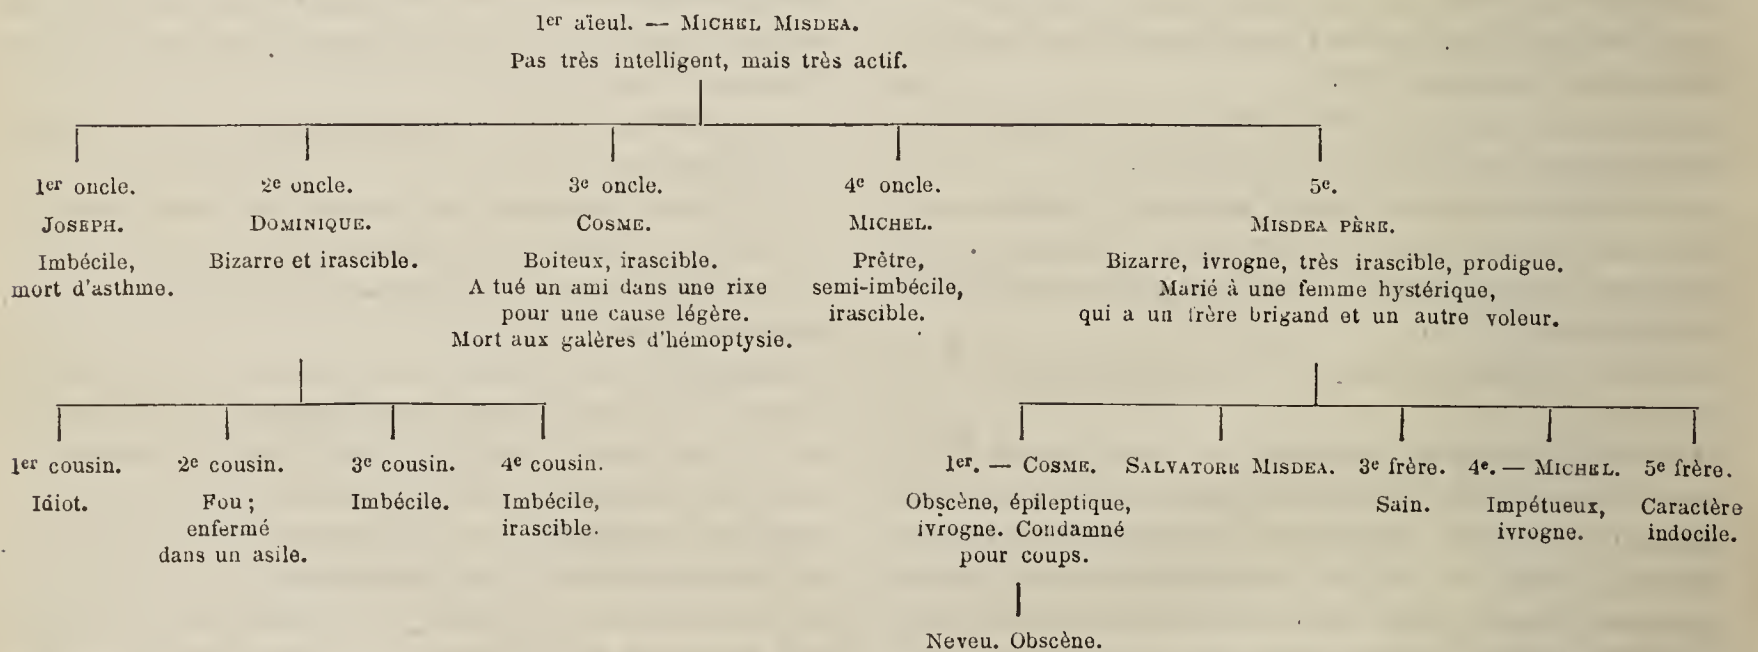 1er aïeul. — MICHEL MISDEA.
Pas très intelligent, mais très actif.
1er oncle. 2e oncle. 3e oncle. 4e oncle. 5e.
JOSEPH. DOMINIQUE. COSME. MICHEL. MISDEA PÈRE.
Imbécile, Bizarre et irascible. Boiteux, irascible. Prêtre, Bizarre, ivrogne, très irascible, prodigue.
mort d'asthme. A tué un ami dans une rixe semi-imbécile, Marié à une femme hystérique,
pour une cause légère. irascible. qui a un frère brigand et un autre voleur.
Mort aux galères d'hémoptysie.
1er cousin. 2e cousin. 3e cousin. 4e cousin. 1er. — COSME. SALVATORE MISDEA. 3e frère. 4e. — MICHEL. 5e frère.
Idiot. Fou ; Imbécile. Imbécile, Obscène, épileptique, Sain. Impétueux, Caractère
enfermé irascible. ivrogne. Condamné ivrogne. indocile.
dans un asile. pour coups.
Neveu. Obscène.